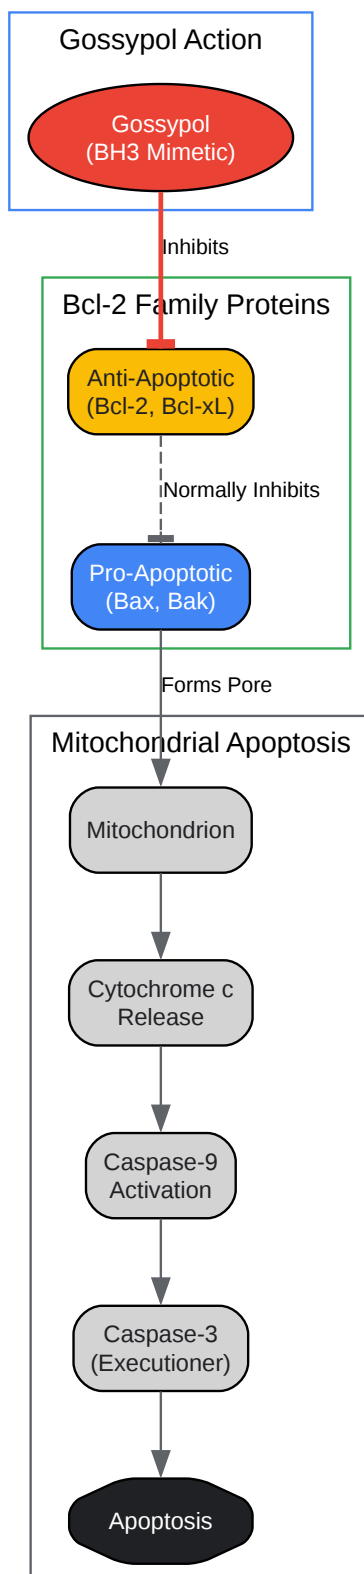 Gossypol Action
Gossypol
(BH3 Mimetic)
Inhibits
Bcl-2 Family Proteins
Anti-Apoptotic
(Bcl-2, Bcl-xL)
Normally Inhibits
Pro-Apoptotic
(Bax, Bak)
Forms Pore
Mitochondrial Apoptosis
Mitochondrion
Cytochrome c
Release
Caspase-9
Activation
Caspase-3
(Executioner)
Apoptosis